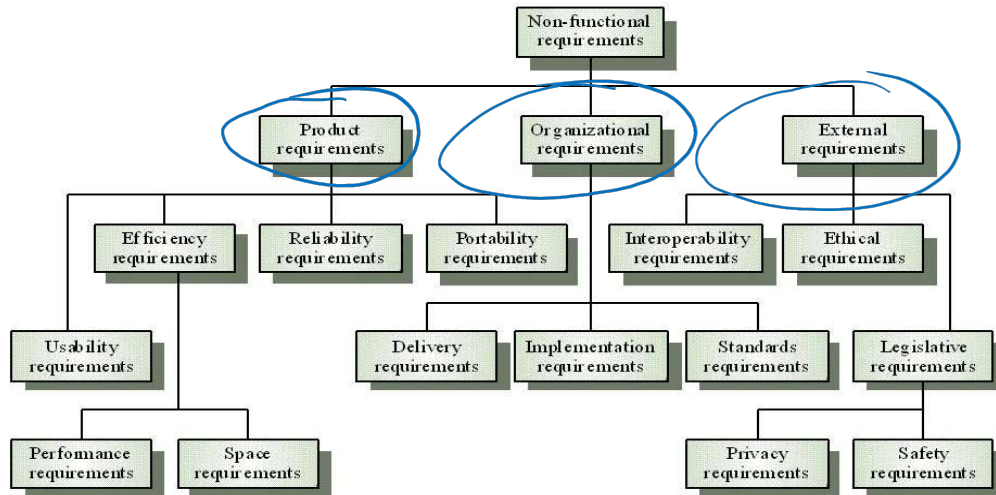 Non-functional
requirements
Product
requirements
Organizational
requirements
External
requirements
Efficiency
requirements
Reliability
requirements
Portability
requirements
Interoperability
requirements
Ethical
requirements
Usability
requirements
Delivery
requirements
Implementation
requirements
Standards
requirements
Legislative
requirements
Performance
requirements
Space
requirements
Privacy
requirements
Safety
requirements